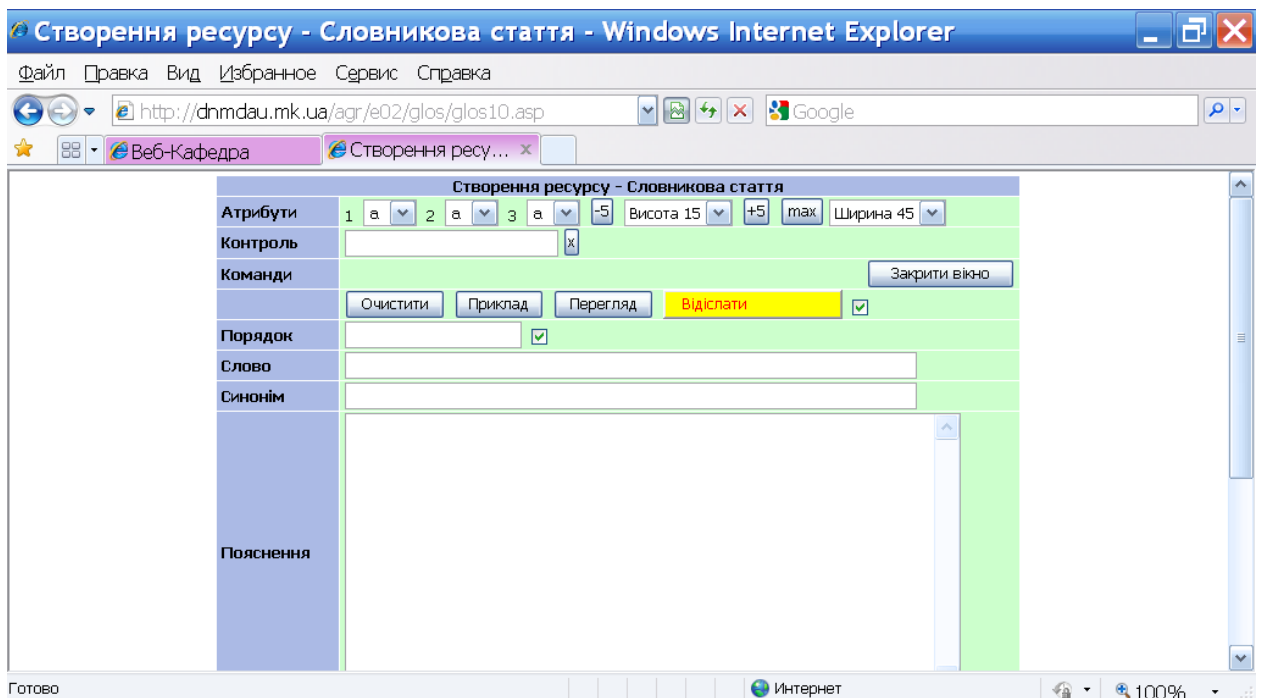 Створення ресурсу - Словникова стаття - Windows Internet Explorer
Файл Правка Вид Избранное Сервис Справка
http://dnmdau.mk.ua/agr/e02/glos/glos10.asp Google
Веб-Кафедра Створення ресу... x
Створення ресурсу - Словникова стаття
Атрибути 1 a 2 a 3 a -5 Висота 15 +5 max Ширина 45
Контроль x
Команди Закрити вікно
Очистити Приклад Перегляд Відіслати
Порядок
Слово
Синонім
Пояснення
Готово Интернет 100%